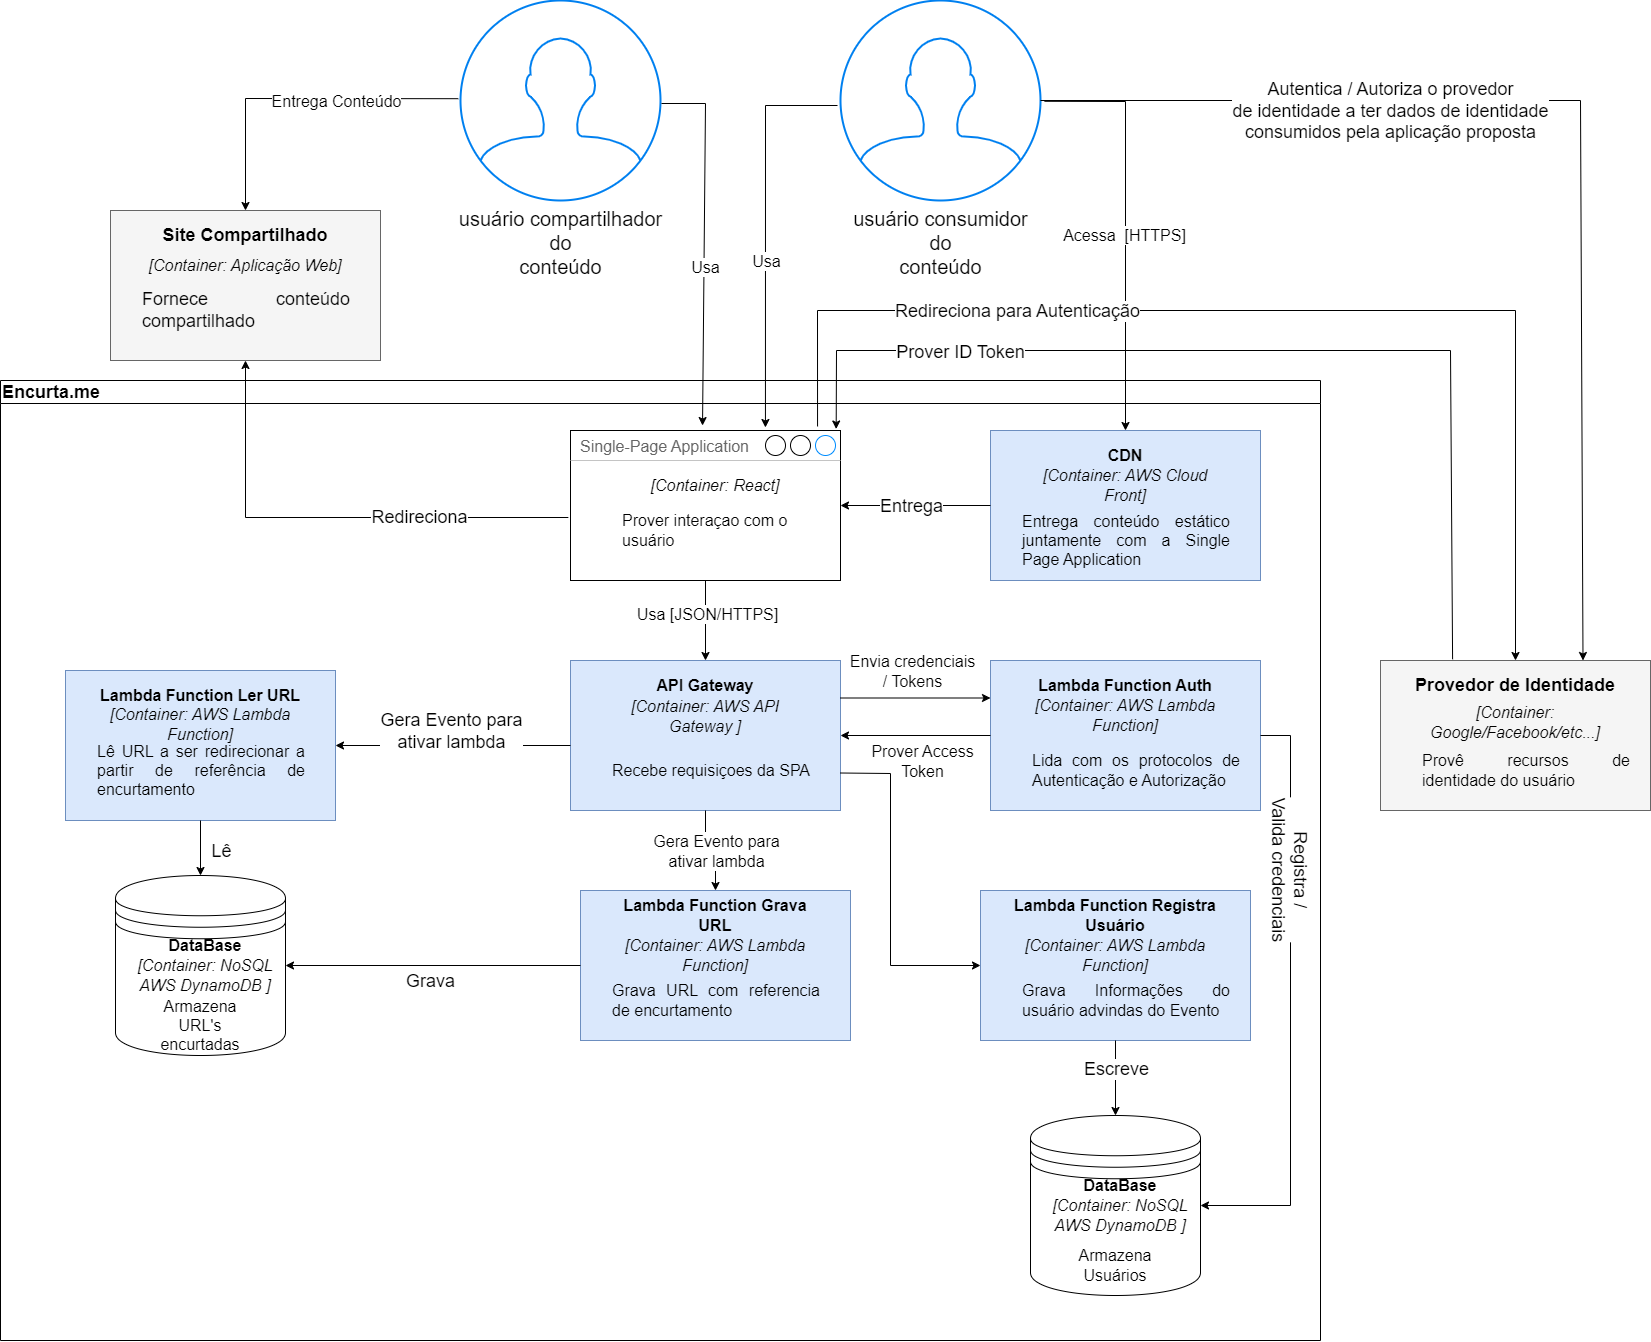 Entrega Conteúdo
usuário compartilhador
do
conteúdo
usuário consumidor
do
conteúdo
Autentica / Autoriza o provedor
de identidade a ter dados de identidade
consumidos pela aplicação proposta
Site Compartilhado
[Container: Aplicação Web]
Fornece conteúdo
compartilhado
Usa
Usa
Acessa [HTTPS]
Redireciona para Autenticação
Prover ID Token
Encurta.me
Single-Page Application
[Container: React]
Prover interaçao com o
usuário
CDN
[Container: AWS Cloud
Front]
Entrega conteúdo estático
juntamente com a Single
Page Application
Entrega
Redireciona
Usa [JSON/HTTPS]
Lambda Function Ler URL
[Container: AWS Lambda
Function]
Lê URL a ser redirecionar a
partir de referência de
encurtamento
Gera Evento para
ativar lambda
API Gateway
[Container: AWS API
Gateway ]
Recebe requisiçoes da SPA
Envia credenciais
/ Tokens
Prover Access
Token
Lambda Function Auth
[Container: AWS Lambda
Function]
Lida com os protocolos de
Autenticação e Autorização
Provedor de Identidade
[Container:
Google/Facebook/etc...]
Provê recursos de
identidade do usuário
Registra /
Valida credenciais
Lê
Gera Evento para
ativar lambda
DataBase
[Container: NoSQL
AWS DynamoDB ]
Armazena
URL's
encurtadas
Grava
Lambda Function Grava
URL
[Container: AWS Lambda
Function]
Grava URL com referencia
de encurtamento
Lambda Function Registra
Usuário
[Container: AWS Lambda
Function]
Grava Informações do
usuário advindas do Evento
Escreve
DataBase
[Container: NoSQL
AWS DynamoDB ]
Armazena
Usuários